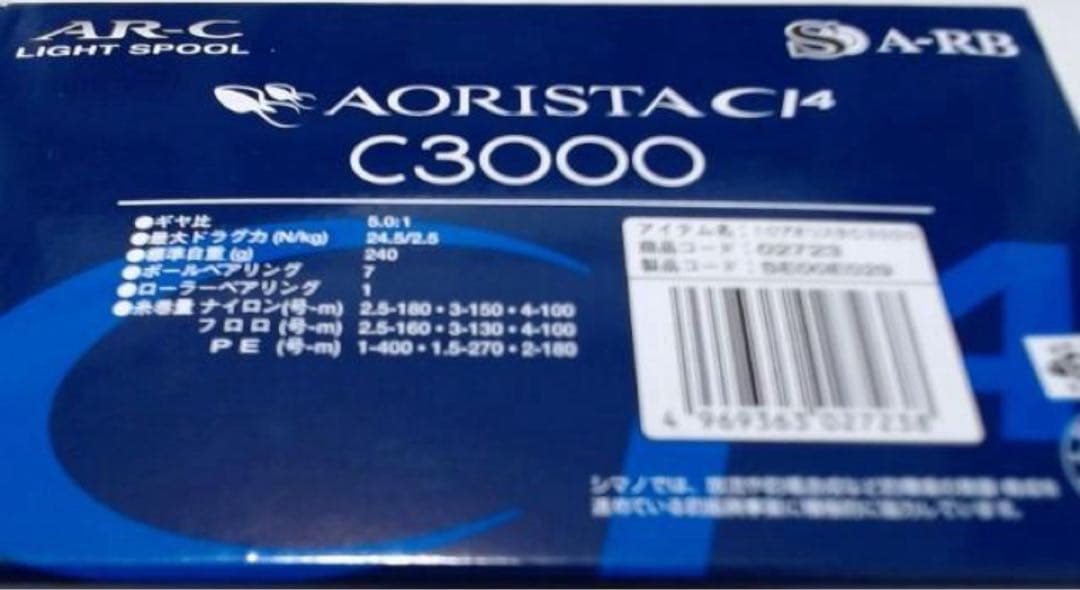 AR-C
LIGHT SPOOL
S A-RB
AORISTA CI4
C3000
●ギヤ比 5.0:1
●最大ドラグ力 (N/kg) 24.5/2.5
●標準自重 (g) 240
●ボールベアリング 7
●ローラーベアリング 1
●糸巻量 ナイロン(号-m) 2.5-180・3-150・4-100
フロロ (号-m) 2.5-160・3-130・4-100
PE (号-m) 1-400・1.5-270・2-180
アイテム名:
商品コード: 02723
製品コード: SE00E029
4 969363 027238
シマノでは、